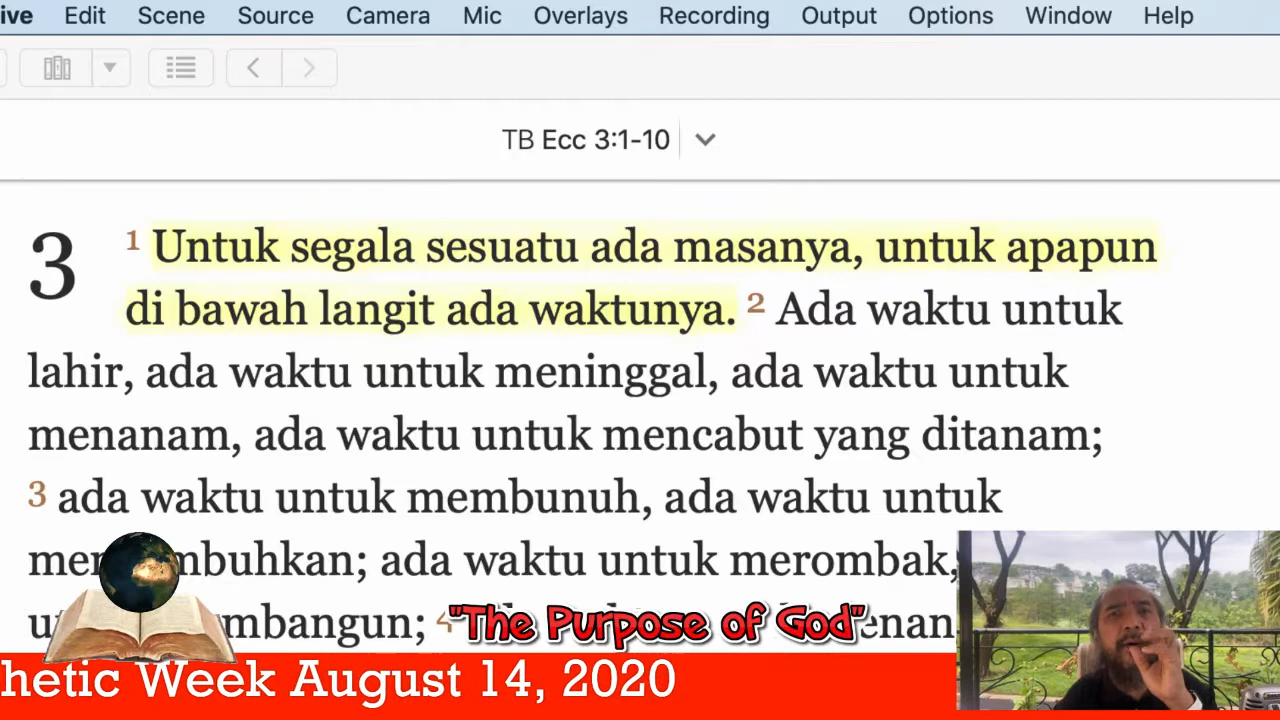 ive Edit Scene Source Camera Mic Overlays Recording Output Options Window Help
TB Ecc 3:1-10
3 1 Untuk segala sesuatu ada masanya, untuk apapun
di bawah langit ada waktunya. 2 Ada waktu untuk
lahir, ada waktu untuk meninggal, ada waktu untuk
menanam, ada waktu untuk mencabut yang ditanam;
3 ada waktu untuk membunuh, ada waktu untuk
ada waktu untuk merombak,
4
"The Purpose of God"
hetic Week August 14, 2020